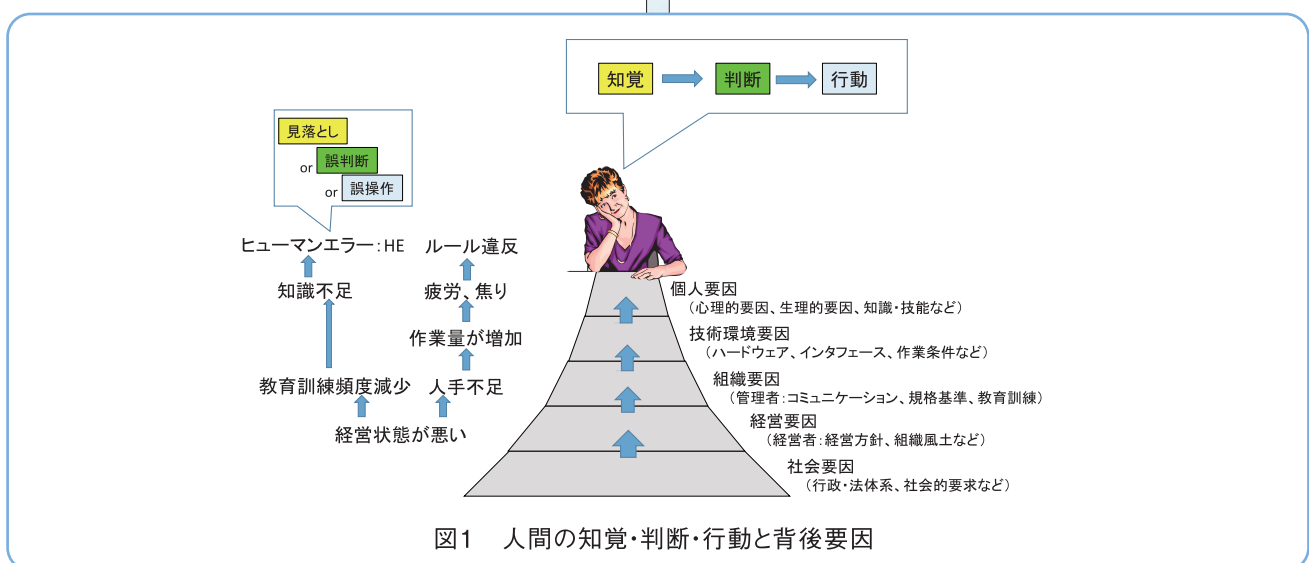 知覚
判断
行動
見落とし
or 誤判断
or 誤操作
ヒューマンエラー：HE
ルール違反
知識不足
疲労、焦り
作業量が増加
教育訓練頻度減少
人手不足
経営状態が悪い
個人要因
（心理的要因、生理的要因、知識・技能など）
技術環境要因
（ハードウェア、インタフェース、作業条件など）
組織要因
（管理者：コミュニケーション、規格基準、教育訓練）
経営要因
（経営者：経営方針、組織風土など）
社会要因
（行政・法体系、社会的要求など）
図1　人間の知覚・判断・行動と背後要因